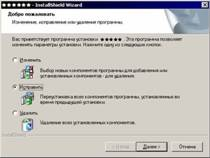 ★★★★★★ - InstallShield Wizard
Добро пожаловать
Изменение, исправление или удаление программы.
Вас приветствует программа установки ★★★★★. Эта программа позволяет
изменить параметры установки. Нажмите одну из следующих кнопок.
Изменить
Выбор новых компонентов программы для добавления или
установленных компонентов - для удаления.
Исправить
Переустановка всех компонентов программы, установленных во
время предыдущей установки
Удалить
Удаление всех установленных компонентов.
InstallShield
< Назад
Далее >
Отмена